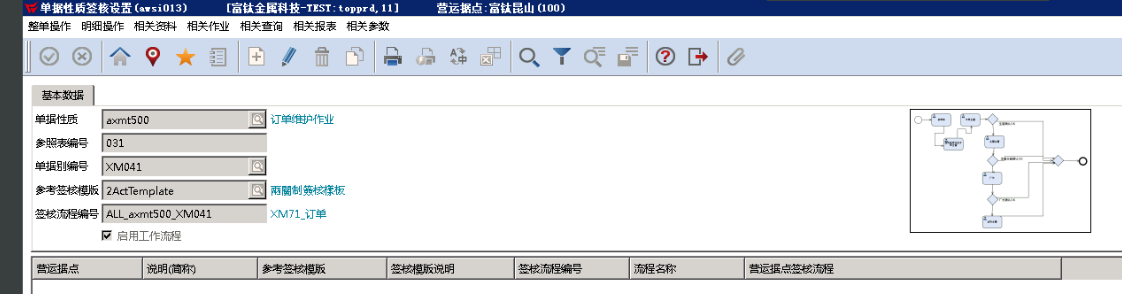 单据性质签核设置(awsi013) [富钛金属科技-TEST:topprd,11] 营运据点:富钛昆山(100)
整单操作 明细操作 相关资料 相关作业 相关查询 相关报表 相关参数
基本数据
单据性质 axmt500 订单维护作业
参照表编号 031
单据别编号 XM041
参考签核模版 2ActTemplate 兩關制簽核樣板
签核流程编号 ALL_axmt500_XM041 XM71_订单
启用工作流程
营运据点 说明(简称) 参考签核模版 签核模版说明 签核流程编号 流程名称 营运据点签核流程